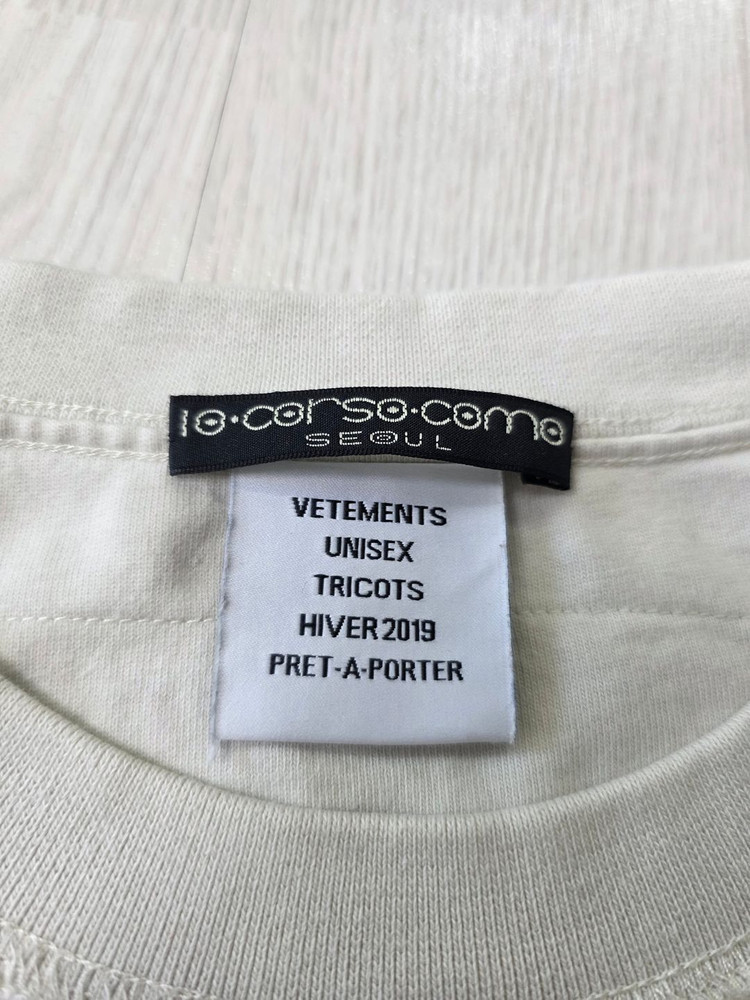 10·corso·como
SEOUL
VETEMENTS
UNISEX
TRICOTS
HIVER 2019
PRET-A-PORTER